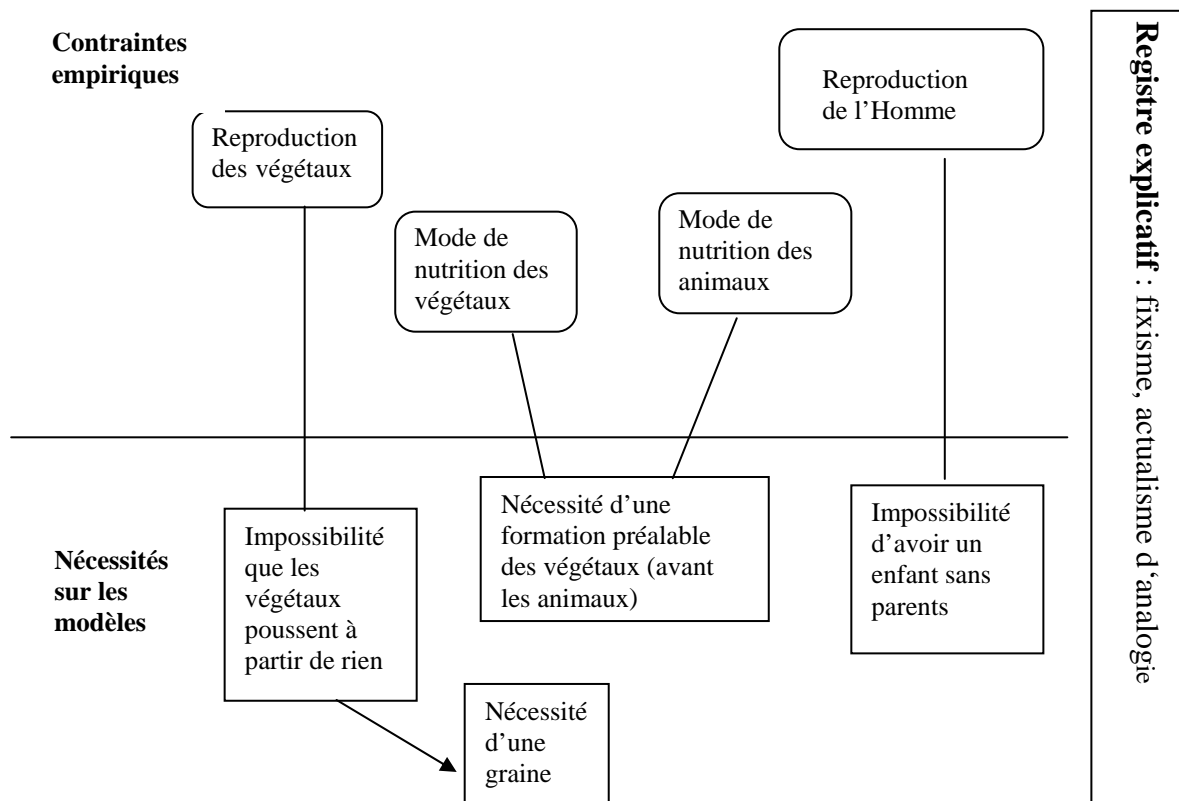 Contraintes
empiriques
Reproduction
des végétaux
Mode de
nutrition des
végétaux
Mode de
nutrition des
animaux
Reproduction
de l’Homme
Nécessités
sur les
modèles
Impossibilité
que les
végétaux
poussent à
partir de rien
Nécessité
d’une
graine
Nécessité d’une
formation préalable
des végétaux (avant
les animaux)
Impossibilité
d’avoir un
enfant sans
parents
Registre explicatif : fixisme, actualisme d‘analogie